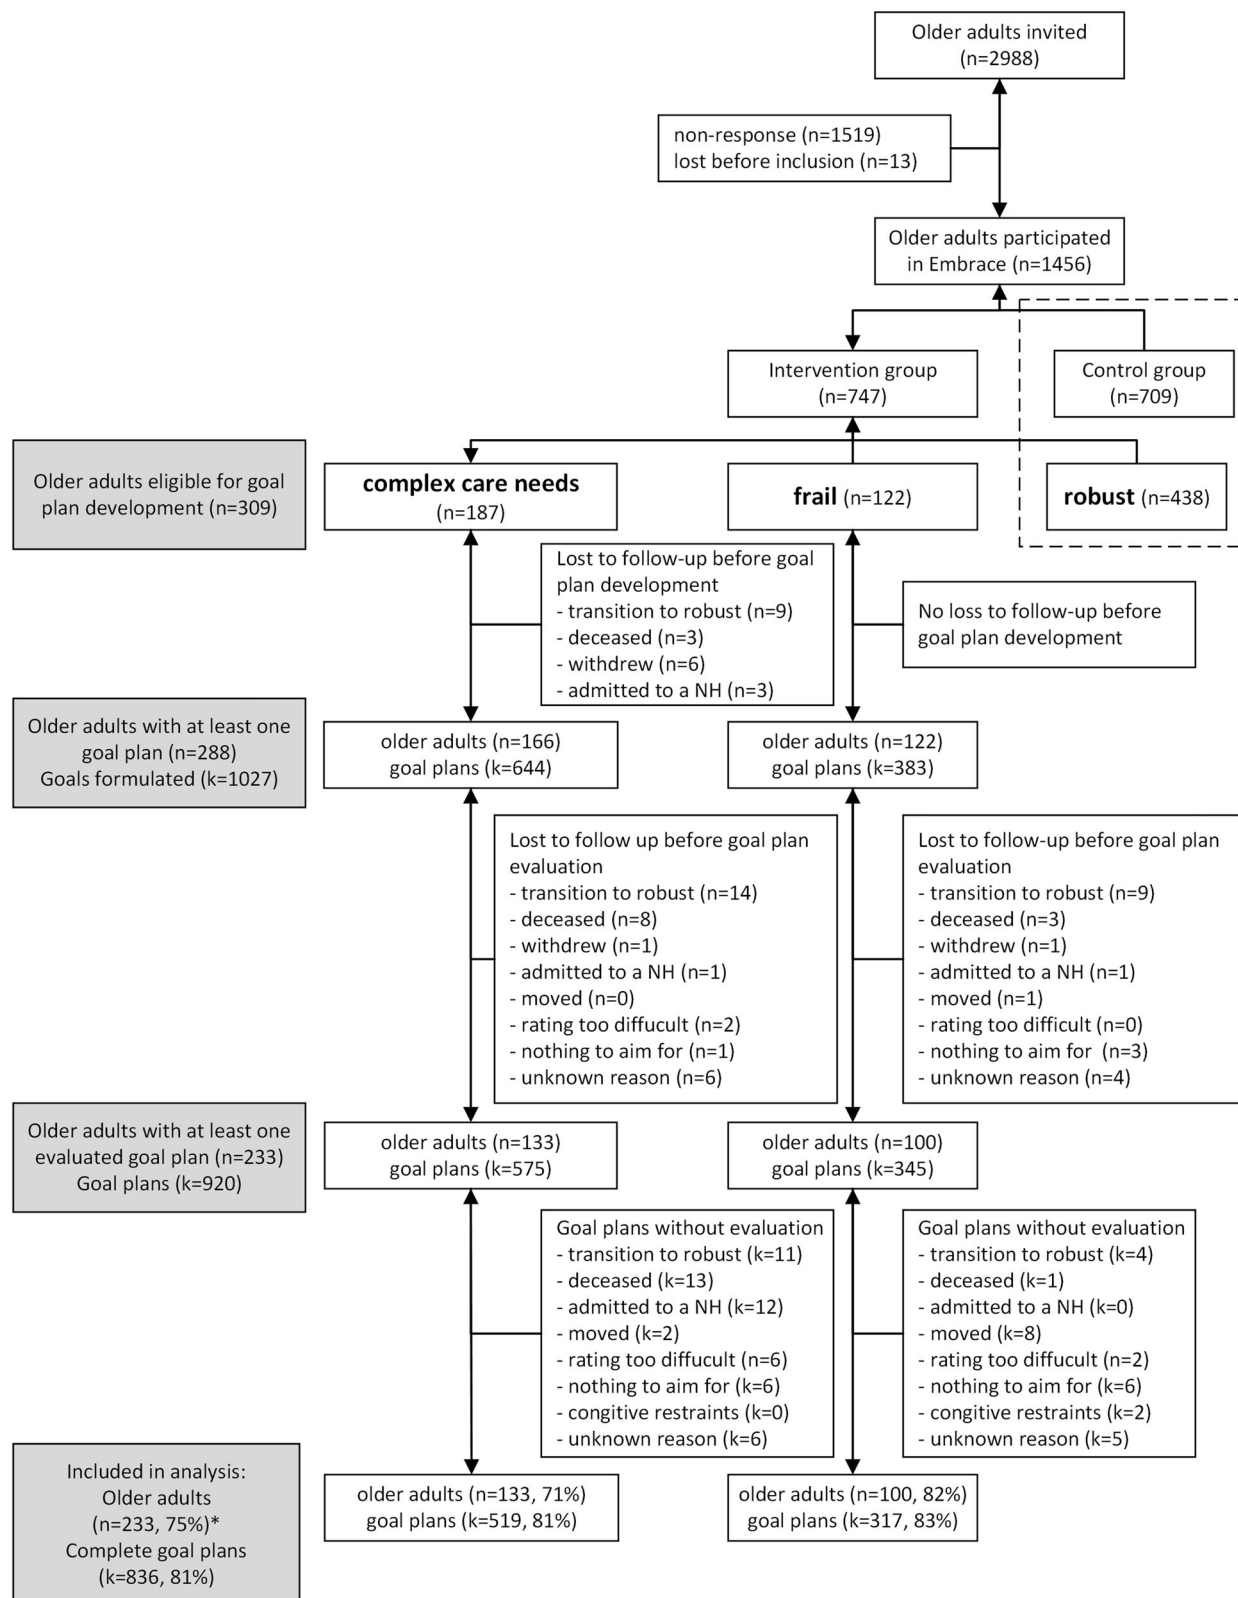 Older adults invited
(n=2988)
non-response (n=1519)
lost before inclusion (n=13)
Older adults participated
in Embrace (n=1456)
Intervention group
(n=747)
Control group
(n=709)
Older adults eligible for goal
plan development (n=309)
complex care needs
(n=187)
frail (n=122)
robust (n=438)
Lost to follow-up before goal
plan development
- transition to robust (n=9)
- deceased (n=3)
- withdrew (n=6)
- admitted to a NH (n=3)
No loss to follow-up before
goal plan development
Older adults with at least one
goal plan (n=288)
Goals formulated (k=1027)
older adults (n=166)
goal plans (k=644)
older adults (n=122)
goal plans (k=383)
Lost to follow up before goal plan
evaluation
- transition to robust (n=14)
- deceased (n=8)
- withdrew (n=1)
- admitted to a NH (n=1)
- moved (n=0)
- rating too diffucult (n=2)
- nothing to aim for (n=1)
- unknown reason (n=6)
Lost to follow-up before goal plan
evaluation
- transition to robust (n=9)
- deceased (n=3)
- withdrew (n=1)
- admitted to a NH (n=1)
- moved (n=1)
- rating too difficult (n=0)
- nothing to aim for (n=3)
- unknown reason (n=4)
Older adults with at least one
evaluated goal plan (n=233)
Goal plans (k=920)
older adults (n=133)
goal plans (k=575)
older adults (n=100)
goal plans (k=345)
Goal plans without evaluation
- transition to robust (k=11)
- deceased (k=13)
- admitted to a NH (k=12)
- moved (k=2)
- rating too diffucult (n=6)
- nothing to aim for (k=6)
- congitive restraints (k=0)
- unknown reason (k=6)
Goal plans without evaluation
- transition to robust (k=4)
- deceased (k=1)
- admitted to a NH (k=0)
- moved (k=8)
- rating too diffucult (n=2)
- nothing to aim for (k=6)
- congitive restraints (k=2)
- unknown reason (k=5)
Included in analysis:
Older adults
(n=233, 75%)*
Complete goal plans
(k=836, 81%)
older adults (n=133, 71%)
goal plans (k=519, 81%)
older adults (n=100, 82%)
goal plans (k=317, 83%)